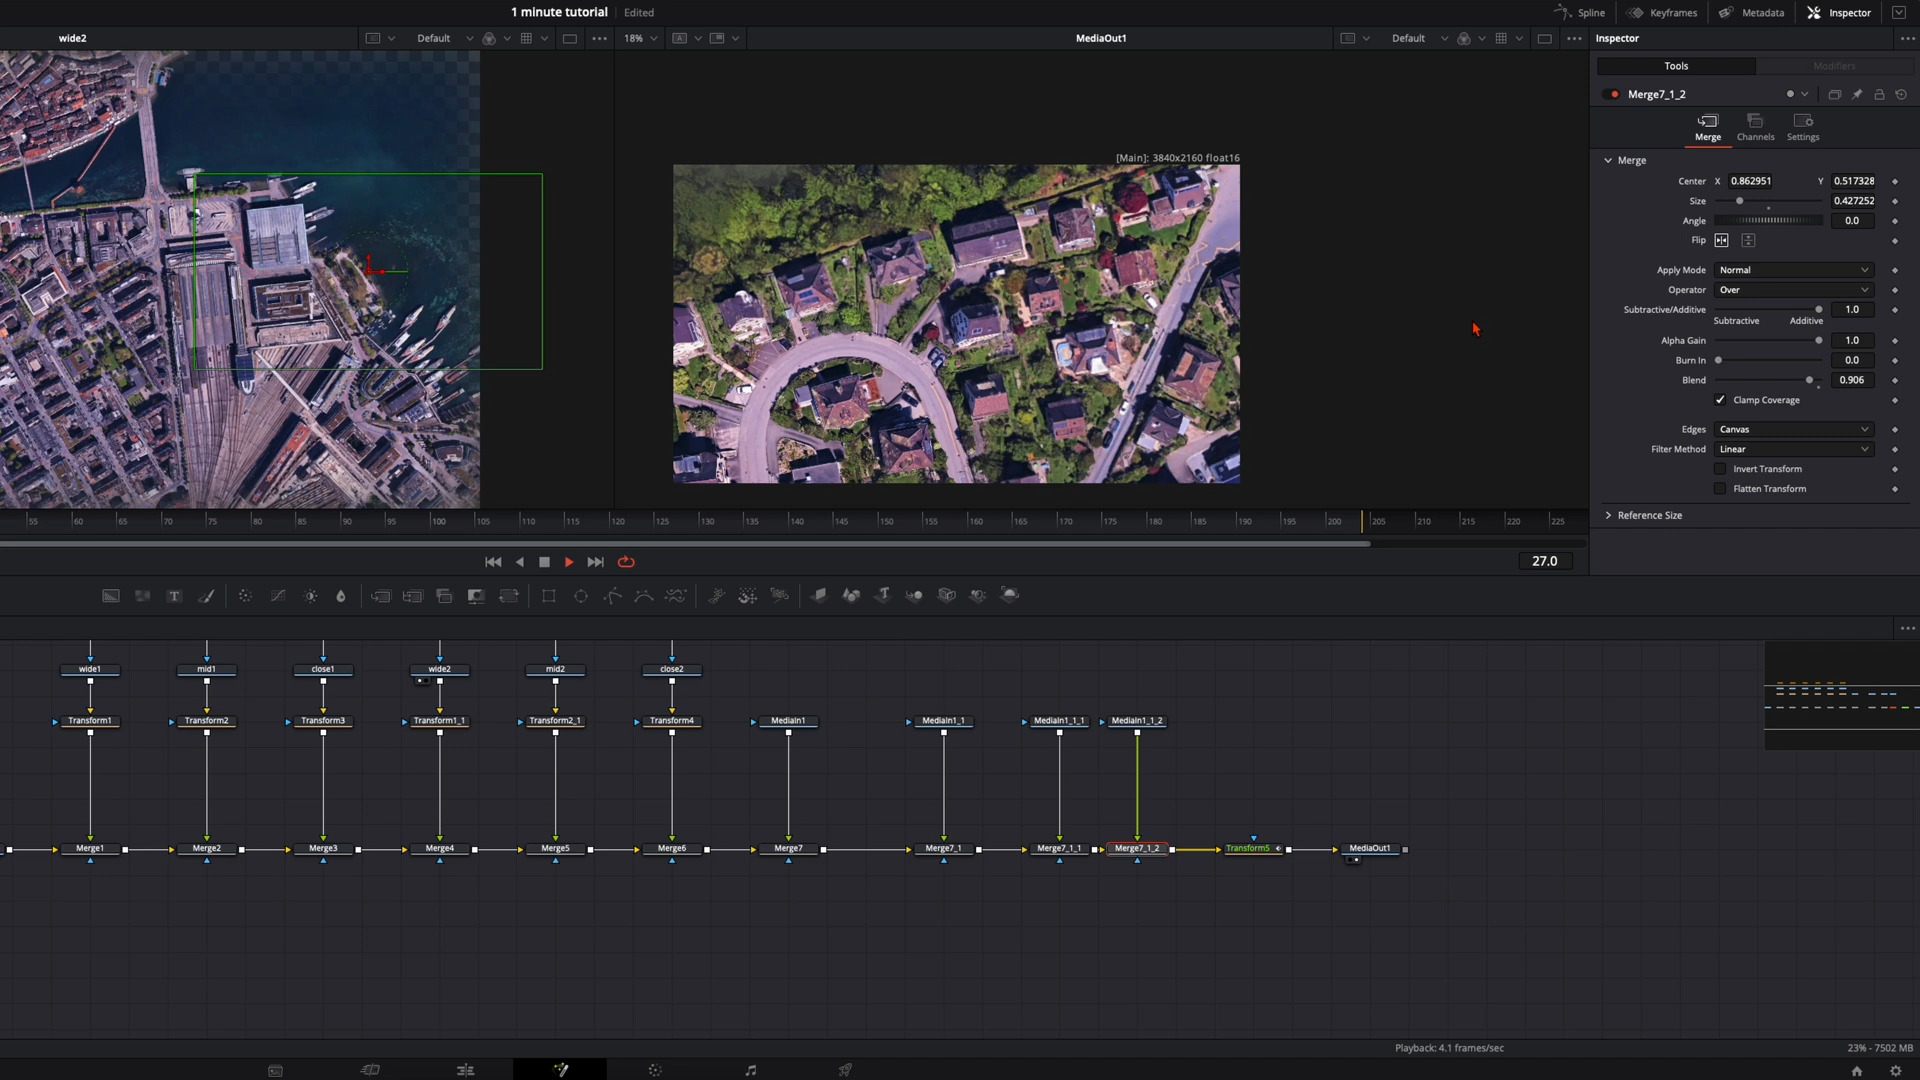 1 minute tutorial Edited
Spline Keyframes Metadata Inspector
wide2 Default 18% A MediaOut1 Default Inspector
Tools Modifiers
Merge7_1_2
Merge Channels Settings
Merge
Center X 0.862951 Y 0.517328
Size 0.427252
Angle 0.0
Flip
Apply Mode Normal
Operator Over
Subtractive/Additive 1.0
Subtractive Additive
Alpha Gain 1.0
Burn In 0.0
Blend 0.906
Clamp Coverage
Edges Canvas
Filter Method Linear
Invert Transform
Flatten Transform
Reference Size
[Main]: 3840x2160 float16
55 60 65 70 75 80 85 90 95 100 105 110 115 120 125 130 135 140 145 150 155 160 165 170 175 180 185 190 195 200 205 210 215 220 225
27.0
T
wide1 mid1 close1 wide2 mid2 close2
Transform1 Transform2 Transform3 Transform1_1 Transform2_1 Transform4 MediaIn1 MediaIn1_1 MediaIn1_1_1 MediaIn1_1_2
Merge1 Merge2 Merge3 Merge4 Merge5 Merge6 Merge7 Merge7_1 Merge7_1_1 Merge7_1_2 Transform5 MediaOut1
Playback: 4.1 frames/sec 23% - 7502 MB